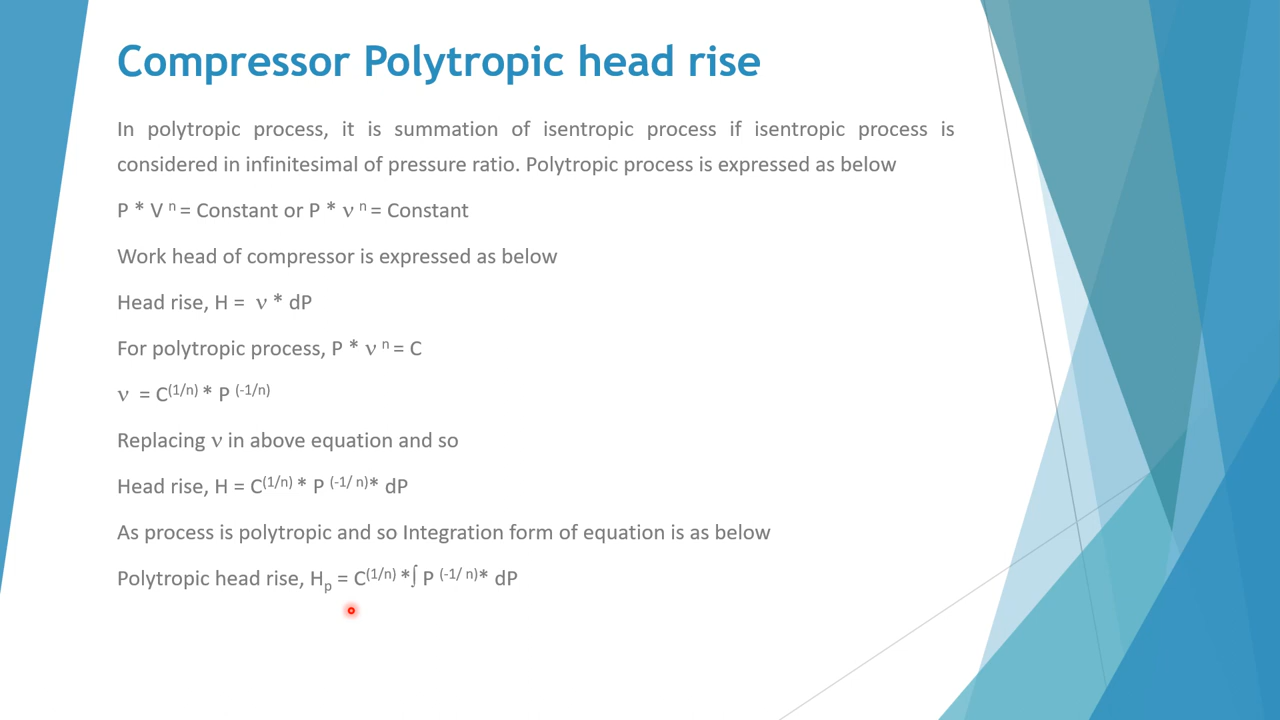 Compressor Polytropic head rise
In polytropic process, it is summation of isentropic process if isentropic process is
considered in infinitesimal of pressure ratio. Polytropic process is expressed as below
P * V ⁿ = Constant or P * ν ⁿ = Constant
Work head of compressor is expressed as below
Head rise, H = ν * dP
For polytropic process, P * ν ⁿ = C
ν = C^(1/n) * P ^(-1/n)
Replacing ν in above equation and so
Head rise, H = C^(1/n) * P ^(-1/ n)* dP
As process is polytropic and so Integration form of equation is as below
Polytropic head rise, Hₚ = C^(1/n) *∫ P ^(-1/ n)* dP